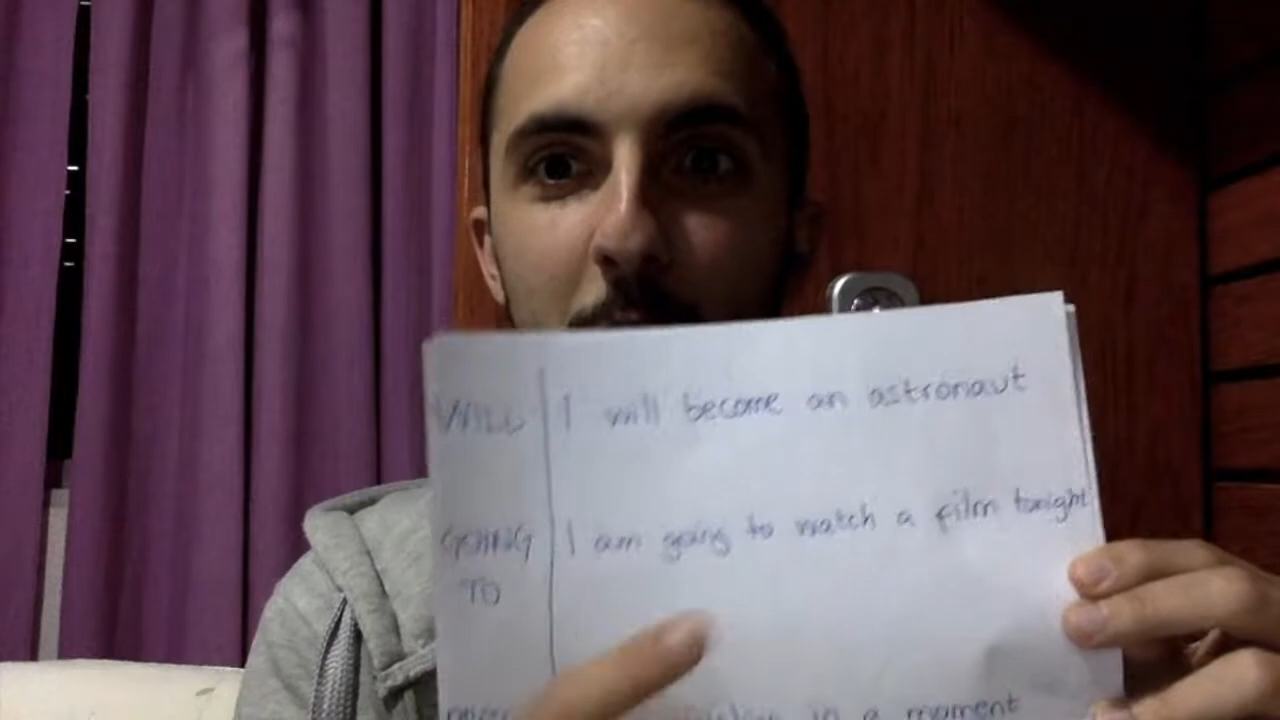 WILL I will become an astronaut
GOING I am going to watch a film tonight
TO
in a moment